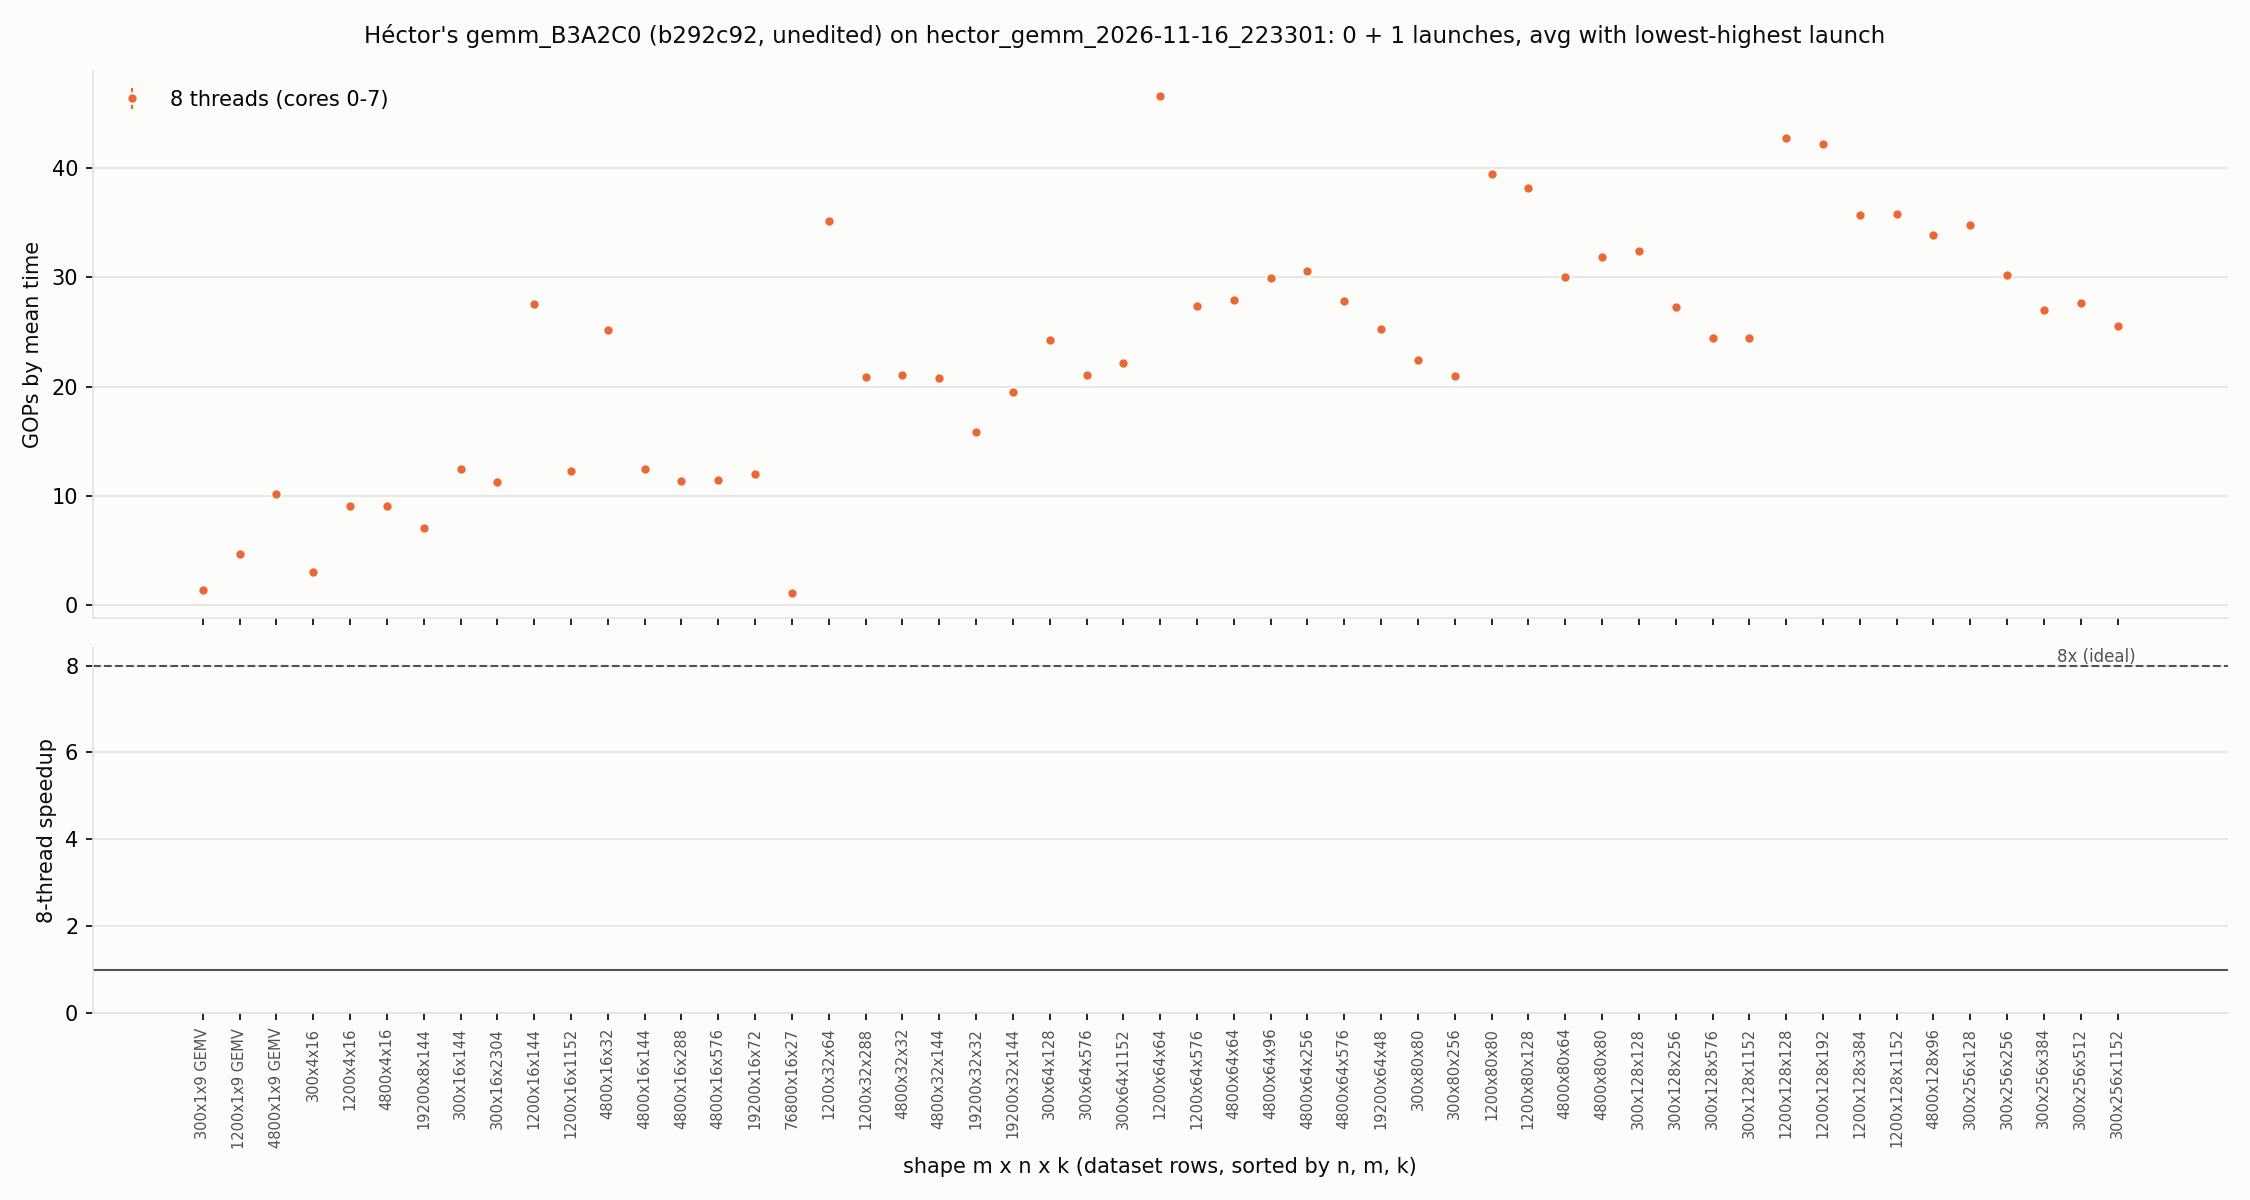 Héctor's gemm_B3A2C0 (b292c92, unedited) on hector_gemm_2026-11-16_223301: 0 + 1 launches, avg with lowest-highest launch
8 threads (cores 0-7)
GOPs by mean time
40
30
20
10
0
8x (ideal)
8-thread speedup
8
6
4
2
0
300x1x9 GEMV
1200x1x9 GEMV
4800x1x9 GEMV
300x4x16
1200x4x16
4800x4x16
19200x8x144
300x16x144
300x16x2304
1200x16x144
1200x16x1152
4800x16x32
4800x16x144
4800x16x288
4800x16x576
19200x16x72
76800x16x27
1200x32x64
1200x32x288
4800x32x32
4800x32x144
19200x32x32
19200x32x144
300x64x128
300x64x576
300x64x1152
1200x64x64
1200x64x576
4800x64x64
4800x64x96
4800x64x256
4800x64x576
19200x64x48
300x80x80
300x80x256
1200x80x80
1200x80x128
4800x80x64
4800x80x80
300x128x128
300x128x256
300x128x576
300x128x1152
1200x128x128
1200x128x192
1200x128x384
1200x128x1152
4800x128x96
300x256x128
300x256x256
300x256x384
300x256x512
300x256x1152
shape m x n x k (dataset rows, sorted by n, m, k)